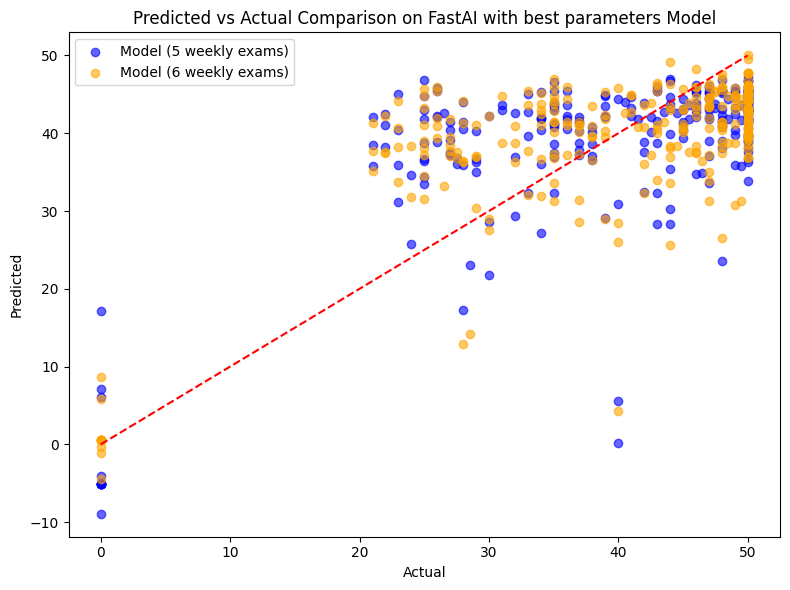 Predicted vs Actual Comparison on FastAI with best parameters Model
Model (5 weekly exams)
Model (6 weekly exams)
50
40
30
20
10
0
−10
Predicted
0 10 20 30 40 50
Actual